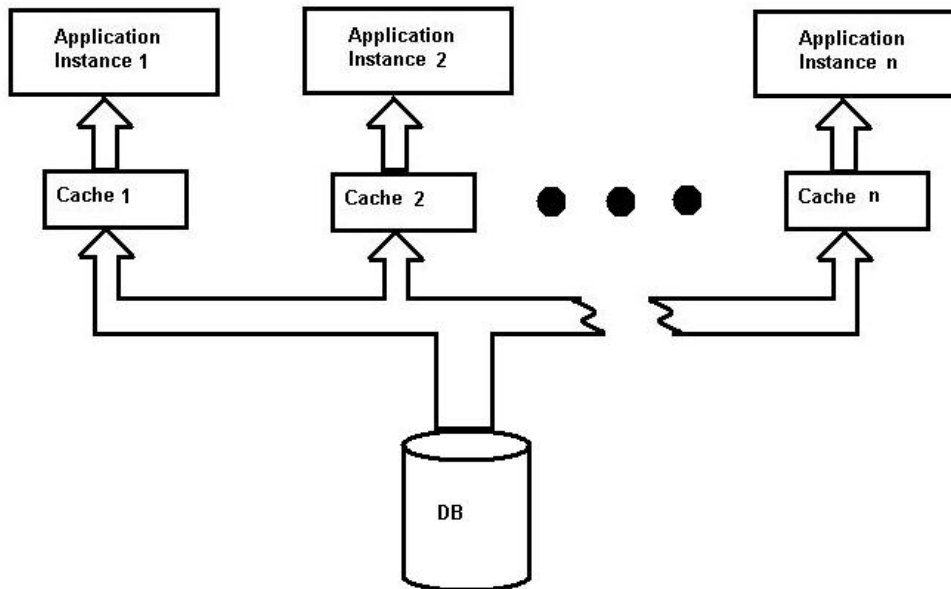 Application
Instance 1
Application
Instance 2
Application
Instance n
Cache 1
Cache 2
Cache n
DB